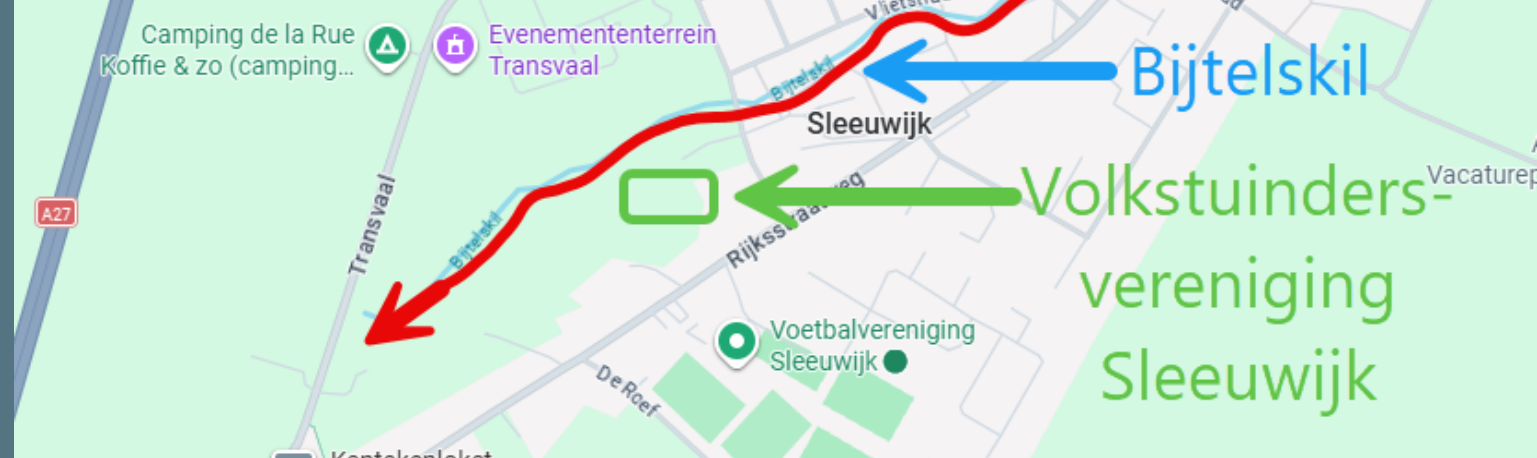 Camping de la Rue
Koffie & zo (camping...
Evenemententerrein
Transvaal
Bijtelskil
Bijtelskil
Sleeuwijk
Volkstuinders-
vereniging
Sleeuwijk
A27
Transvaal
Bijtelskil
Rijksstraatweg
Voetbalvereniging
Sleeuwijk
De Roef